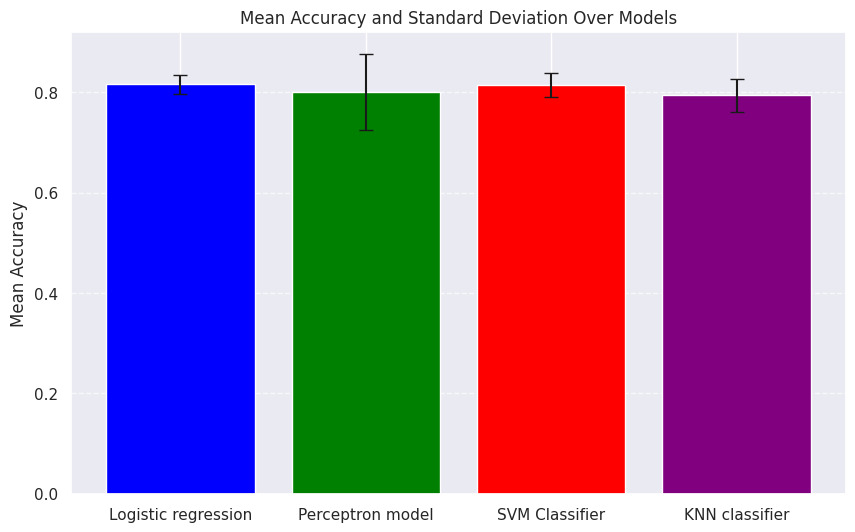 Mean Accuracy and Standard Deviation Over Models
Mean Accuracy
0.8
0.6
0.4
0.2
0.0
Logistic regression
Perceptron model
SVM Classifier
KNN classifier